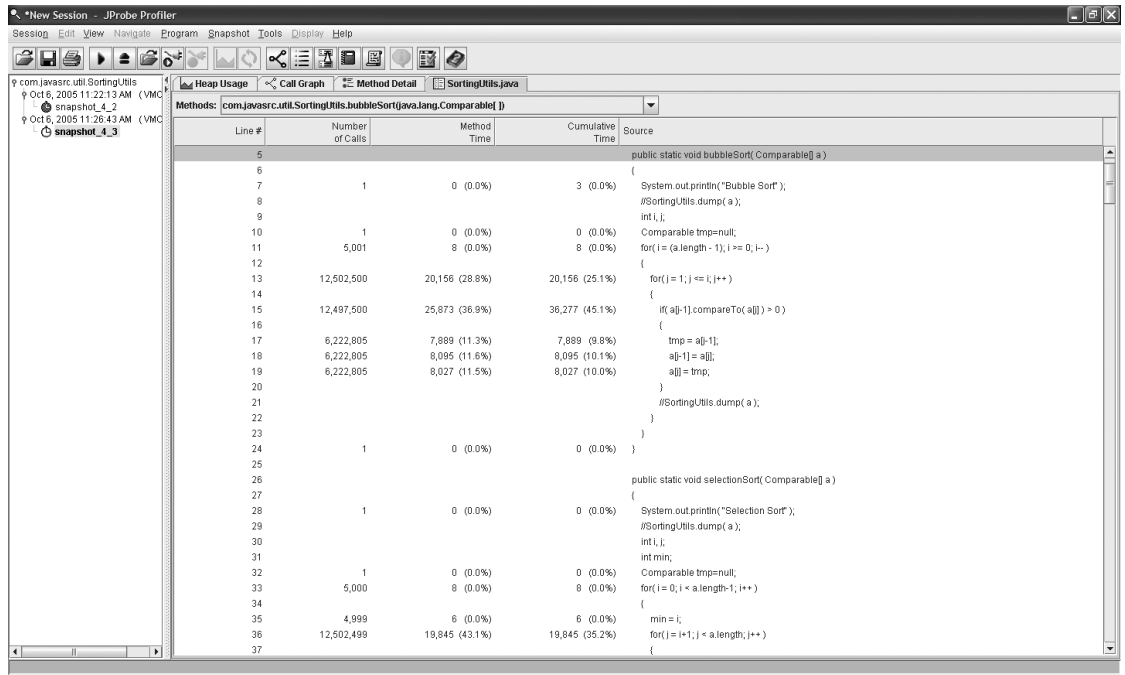 *New Session - JProbe Profiler
Session Edit View Navigate Program Snapshot Tools Display Help
com.javasrc.util.SortingUtils
Oct 6, 2005 11:22:13 AM (VMC
snapshot_4_2
Oct 6, 2005 11:26:43 AM (VMC
snapshot_4_3
Heap Usage Call Graph Method Detail SortingUtils.java
Methods: com.javasrc.util.SortingUtils.bubbleSort(java.lang.Comparable[ ])
Line # Number of Calls Method Time Cumulative Time Source
5 public static void bubbleSort( Comparable[] a )
6 {
7 1 0 (0.0%) 3 (0.0%) System.out.println( "Bubble Sort" );
8 //SortingUtils.dump( a );
9 int i, j;
10 1 0 (0.0%) 0 (0.0%) Comparable tmp=null;
11 5,001 8 (0.0%) 8 (0.0%) for( i = (a.length - 1); i >= 0; i-- )
12 {
13 12,502,500 20,156 (28.8%) 20,156 (25.1%) for( j = 1; j <= i; j++ )
14 {
15 12,497,500 25,873 (36.9%) 36,277 (45.1%) if( a[j-1].compareTo( a[j] ) > 0 )
16 {
17 6,222,805 7,889 (11.3%) 7,889 (9.8%) tmp = a[j-1];
18 6,222,805 8,095 (11.6%) 8,095 (10.1%) a[j-1] = a[j];
19 6,222,805 8,027 (11.5%) 8,027 (10.0%) a[j] = tmp;
20 }
21 //SortingUtils.dump( a );
22 }
23 }
24 1 0 (0.0%) 0 (0.0%) }
25
26 public static void selectionSort( Comparable[] a )
27 {
28 1 0 (0.0%) 0 (0.0%) System.out.println( "Selection Sort" );
29 //SortingUtils.dump( a );
30 int i, j;
31 int min;
32 1 0 (0.0%) 0 (0.0%) Comparable tmp=null;
33 5,000 8 (0.0%) 8 (0.0%) for( i = 0; i < a.length-1; i++ )
34 {
35 4,999 6 (0.0%) 6 (0.0%) min = i;
36 12,502,499 19,845 (43.1%) 19,845 (35.2%) for( j = i+1; j < a.length; j++ )
37 {